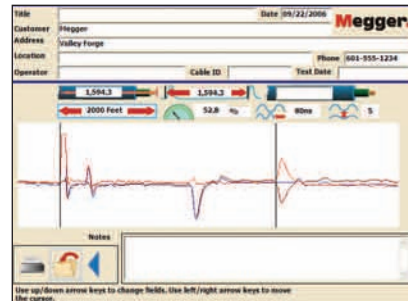 Title Date 09/22/2006
Megger
Customer Megger
Address Valley Forge
Location Phone 601-555-1234
Operator Cable ID Test Date
1,594.3 1,594.3
2000 Feet 52.8 % 80ns 5
Notes
Use up/down arrow keys to change fields. Use left/right arrow keys to move
the cursor.